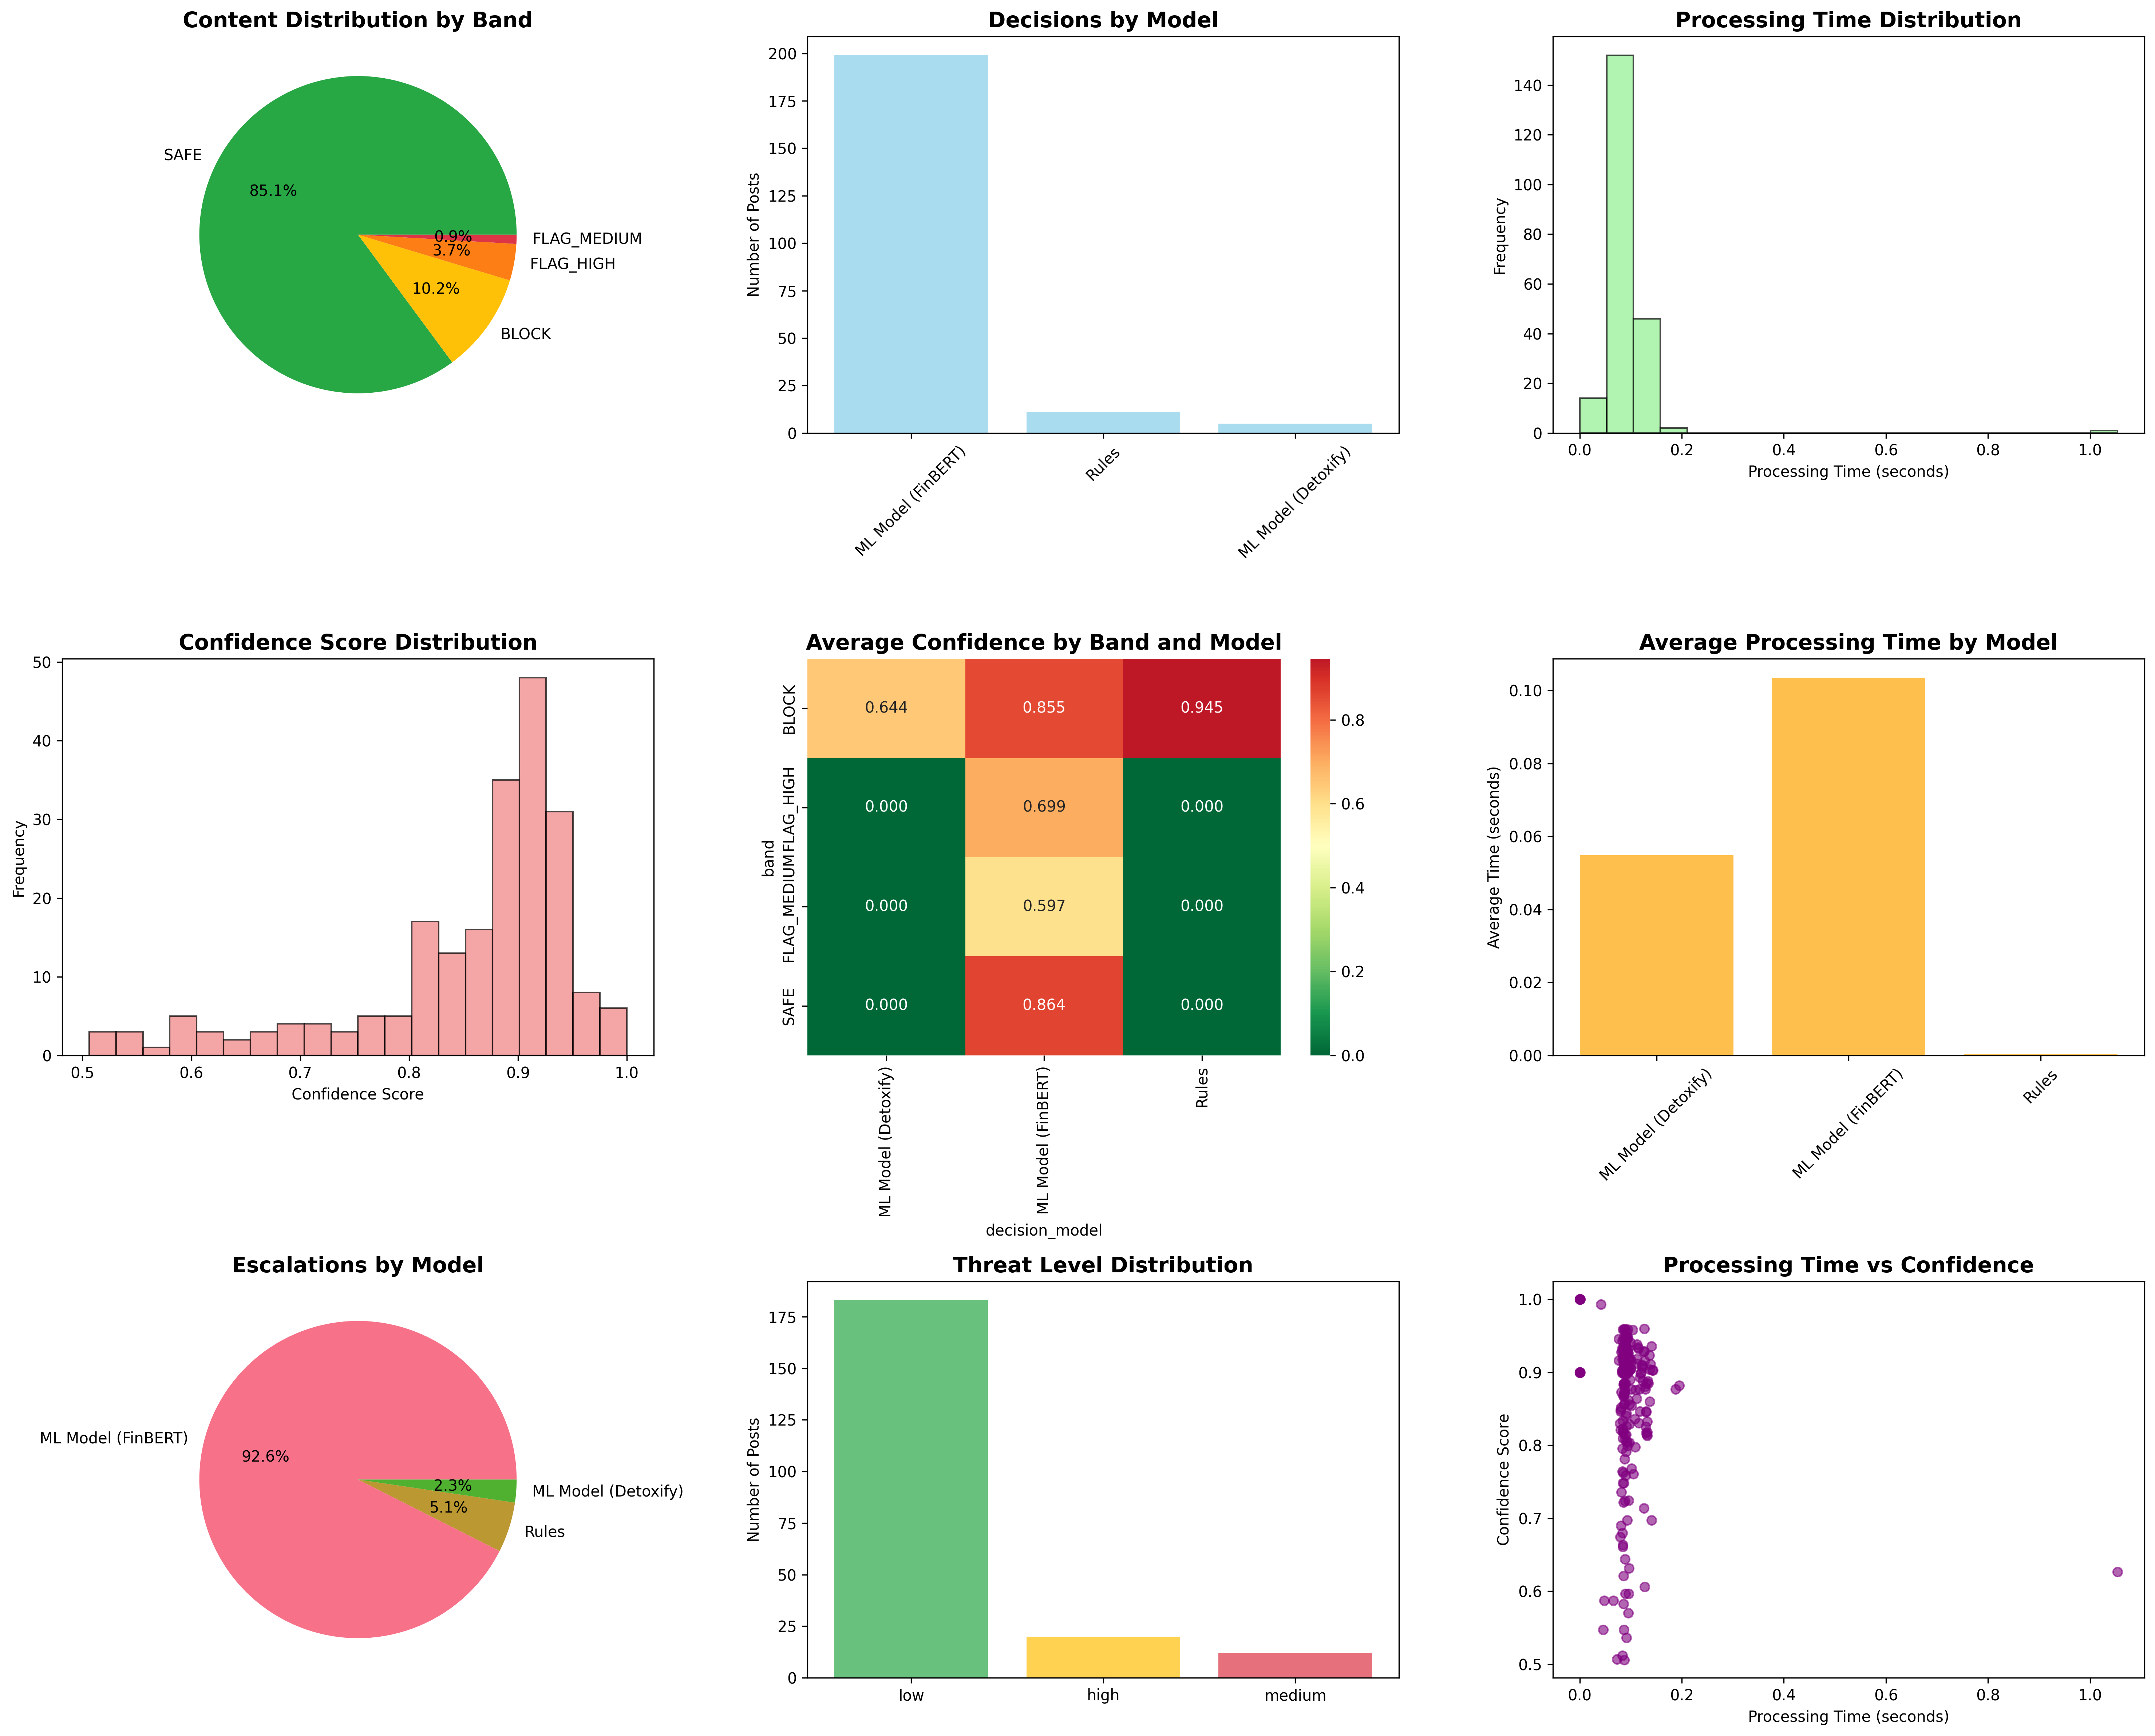 Content Distribution by Band
SAFE
85.1%
0.9%
3.7%
10.2%
FLAG_MEDIUM
FLAG_HIGH
BLOCK
Decisions by Model
Number of Posts
200
175
150
125
100
75
50
25
0
ML Model (FinBERT)
Rules
ML Model (Detoxify)
Processing Time Distribution
Frequency
140
120
100
80
60
40
20
0
0.0 0.2 0.4 0.6 0.8 1.0
Processing Time (seconds)
Confidence Score Distribution
Frequency
50
40
30
20
10
0
0.5 0.6 0.7 0.8 0.9 1.0
Confidence Score
Average Confidence by Band and Model
band
BLOCK
FLAG_HIGH
FLAG_MEDIUM
SAFE
0.644 0.855 0.945
0.000 0.699 0.000
0.000 0.597 0.000
0.000 0.864 0.000
0.8
0.6
0.4
0.2
0.0
ML Model (Detoxify)
ML Model (FinBERT)
Rules
decision_model
Average Processing Time by Model
Average Time (seconds)
0.10
0.08
0.06
0.04
0.02
0.00
ML Model (Detoxify)
ML Model (FinBERT)
Rules
Escalations by Model
ML Model (FinBERT)
92.6%
2.3%
5.1%
ML Model (Detoxify)
Rules
Threat Level Distribution
Number of Posts
175
150
125
100
75
50
25
0
low high medium
Processing Time vs Confidence
Confidence Score
1.0
0.9
0.8
0.7
0.6
0.5
0.0 0.2 0.4 0.6 0.8 1.0
Processing Time (seconds)